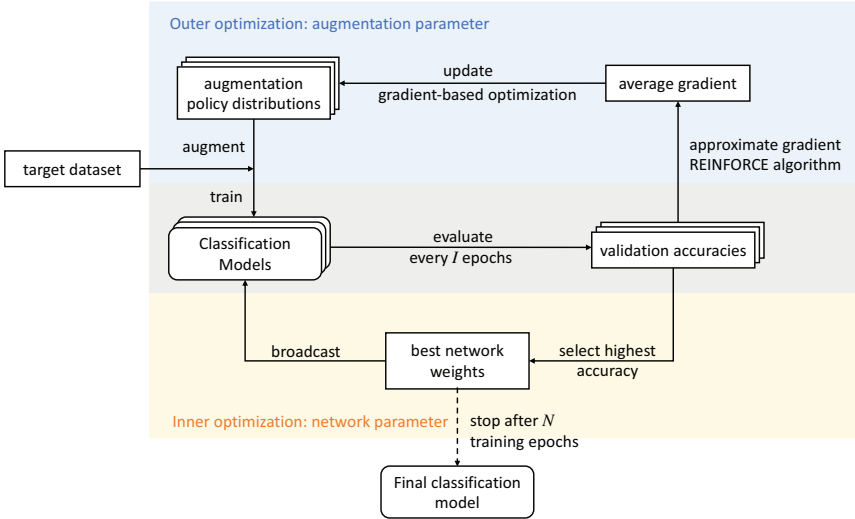 Outer optimization: augmentation parameter
augmentation
policy distributions
update
gradient-based optimization
average gradient
augment
approximate gradient
REINFORCE algorithm
target dataset
train
Classification
Models
evaluate
every I epochs
validation accuracies
broadcast
best network
weights
select highest
accuracy
Inner optimization: network parameter
stop after N
training epochs
Final classification
model